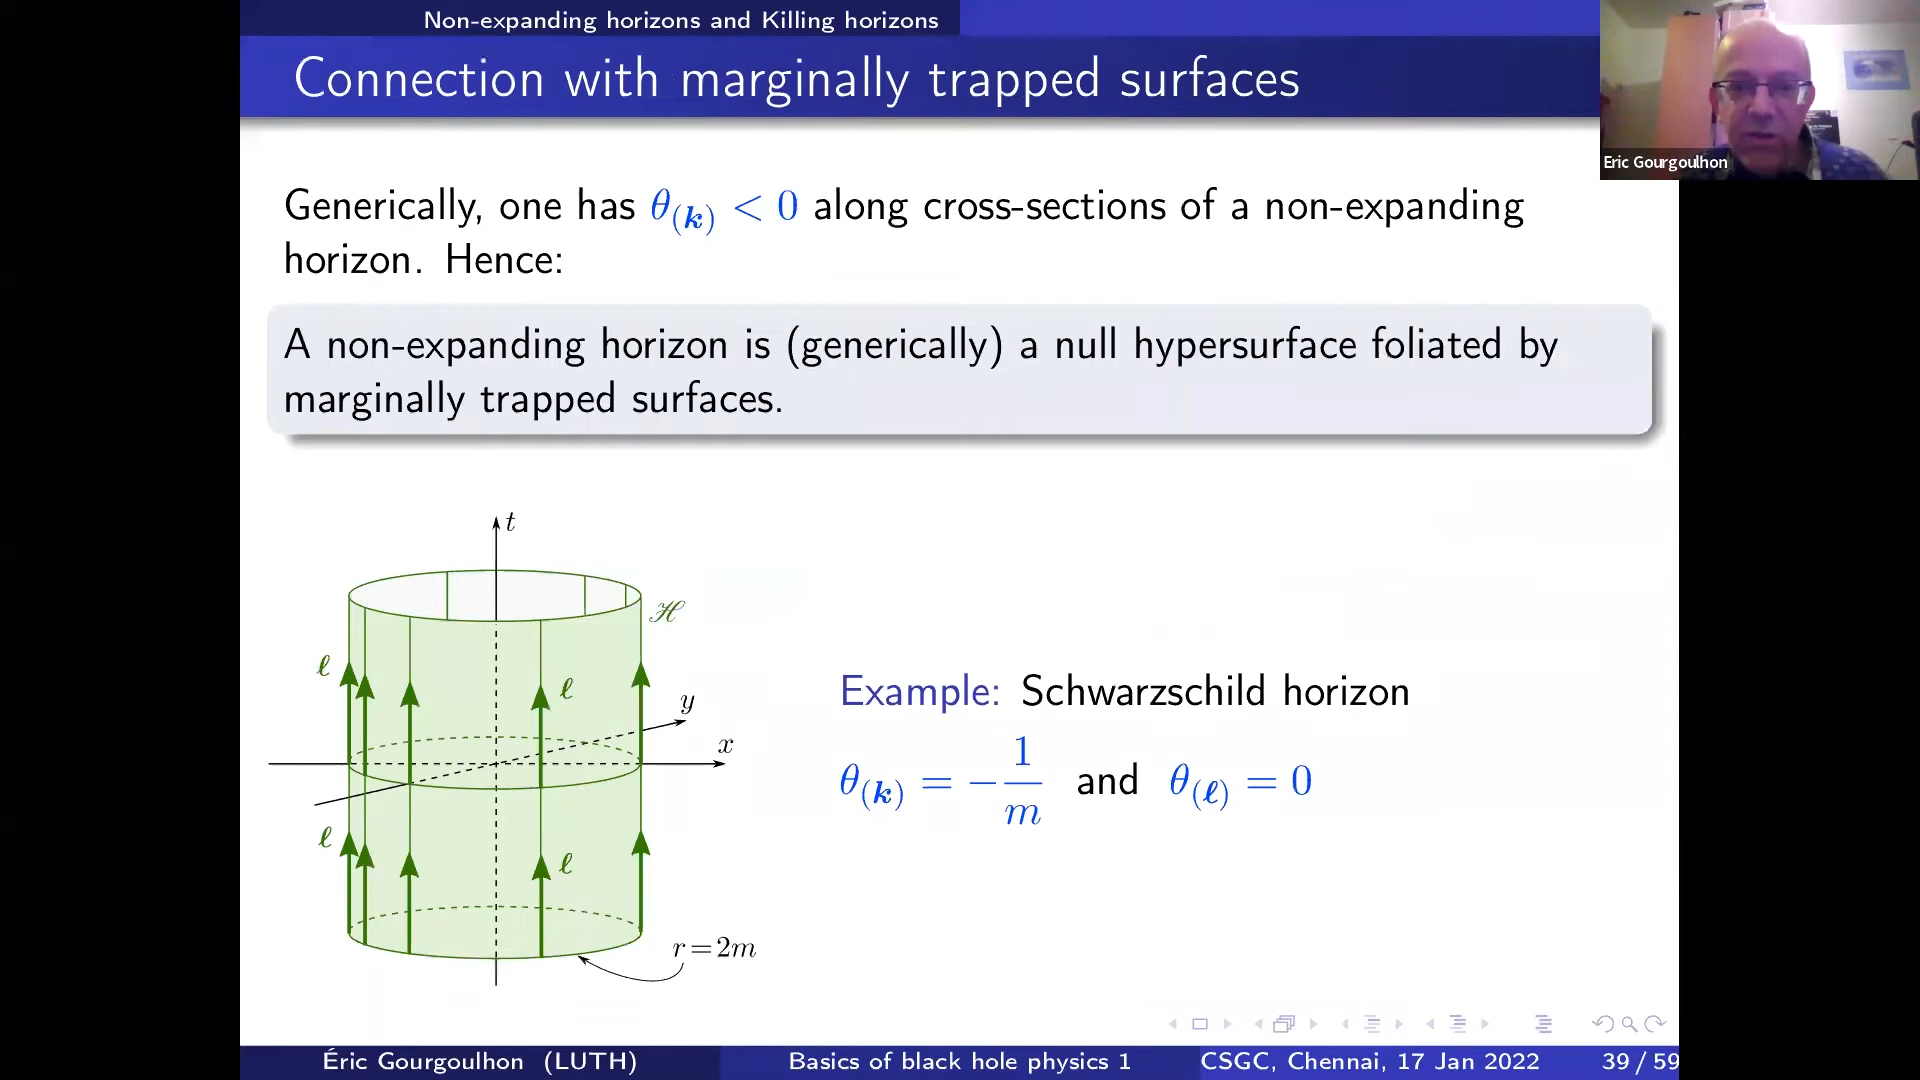 Non-expanding horizons and Killing horizons
Connection with marginally trapped surfaces
Eric Gourgoulhon
Generically, one has θ₍𝒌₎ < 0 along cross-sections of a non-expanding
horizon. Hence:
A non-expanding horizon is (generically) a null hypersurface foliated by
marginally trapped surfaces.
t
ℋ
ℓ
ℓ
y
x
ℓ
ℓ
r=2m
Example: Schwarzschild horizon
θ₍𝒌₎ = −1/m and θ₍ℓ₎ = 0
Éric Gourgoulhon (LUTH) Basics of black hole physics 1 CSGC, Chennai, 17 Jan 2022 39 / 59